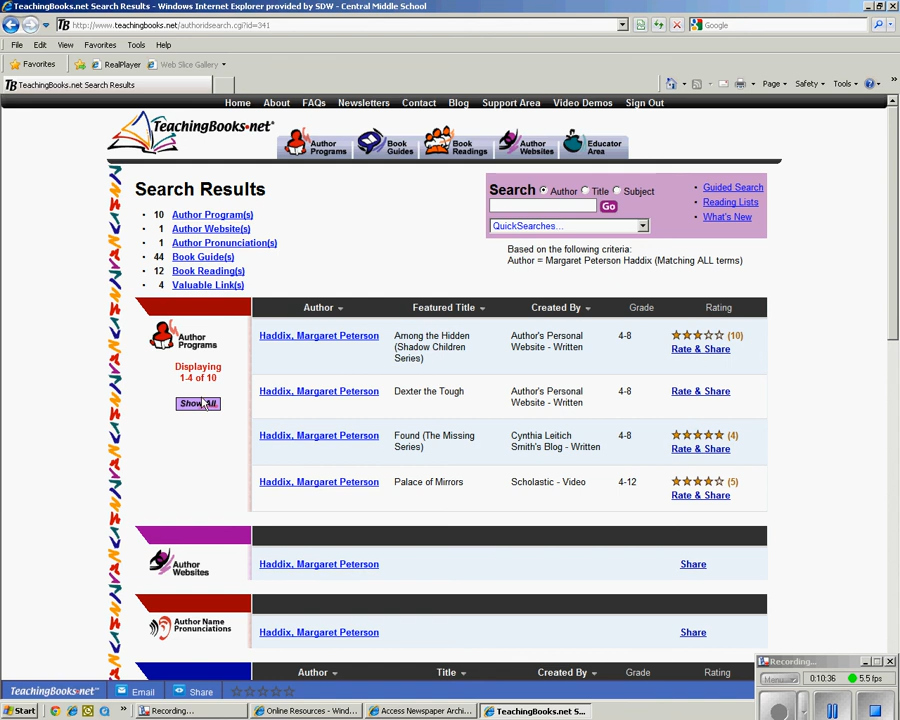 TeachingBooks.net Search Results - Windows Internet Explorer provided by SDW - Central Middle School
http://www.teachingbooks.net/authoridsearch.cgi?id=341
Google
File Edit View Favorites Tools Help
Favorites RealPlayer Web Slice Gallery
TeachingBooks.net Search Results
Page Safety Tools
Home About FAQs Newsletters Contact Blog Support Area Video Demos Sign Out
TeachingBooks.net
Author Programs
Book Guides
Book Readings
Author Websites
Educator Area
Search Results
10 Author Program(s)
1 Author Website(s)
1 Author Pronunciation(s)
44 Book Guide(s)
12 Book Reading(s)
4 Valuable Link(s)
Search Author Title Subject
Go
QuickSearches...
Guided Search
Reading Lists
What's New
Based on the following criteria:
Author = Margaret Peterson Haddix (Matching ALL terms)
Author Featured Title Created By Grade Rating
Author Programs
Displaying
1-4 of 10
Show All
Haddix, Margaret Peterson Among the Hidden Author's Personal 4-8 (10)
(Shadow Children Website - Written Rate & Share
Series)
Haddix, Margaret Peterson Dexter the Tough Author's Personal 4-8 Rate & Share
Website - Written
Haddix, Margaret Peterson Found (The Missing Cynthia Leitich 4-8 (4)
Series) Smith's Blog - Written Rate & Share
Haddix, Margaret Peterson Palace of Mirrors Scholastic - Video 4-12 (5)
Rate & Share
Author Websites
Haddix, Margaret Peterson Share
Author Name Pronunciations
Haddix, Margaret Peterson Share
Author Title Created By Grade Rating
TeachingBooks.net Email Share
Recording...
Menu
0:10:36 5.5 fps
Start Recording... Online Resources - Wind... Access Newspaper Archi... TeachingBooks.net S...